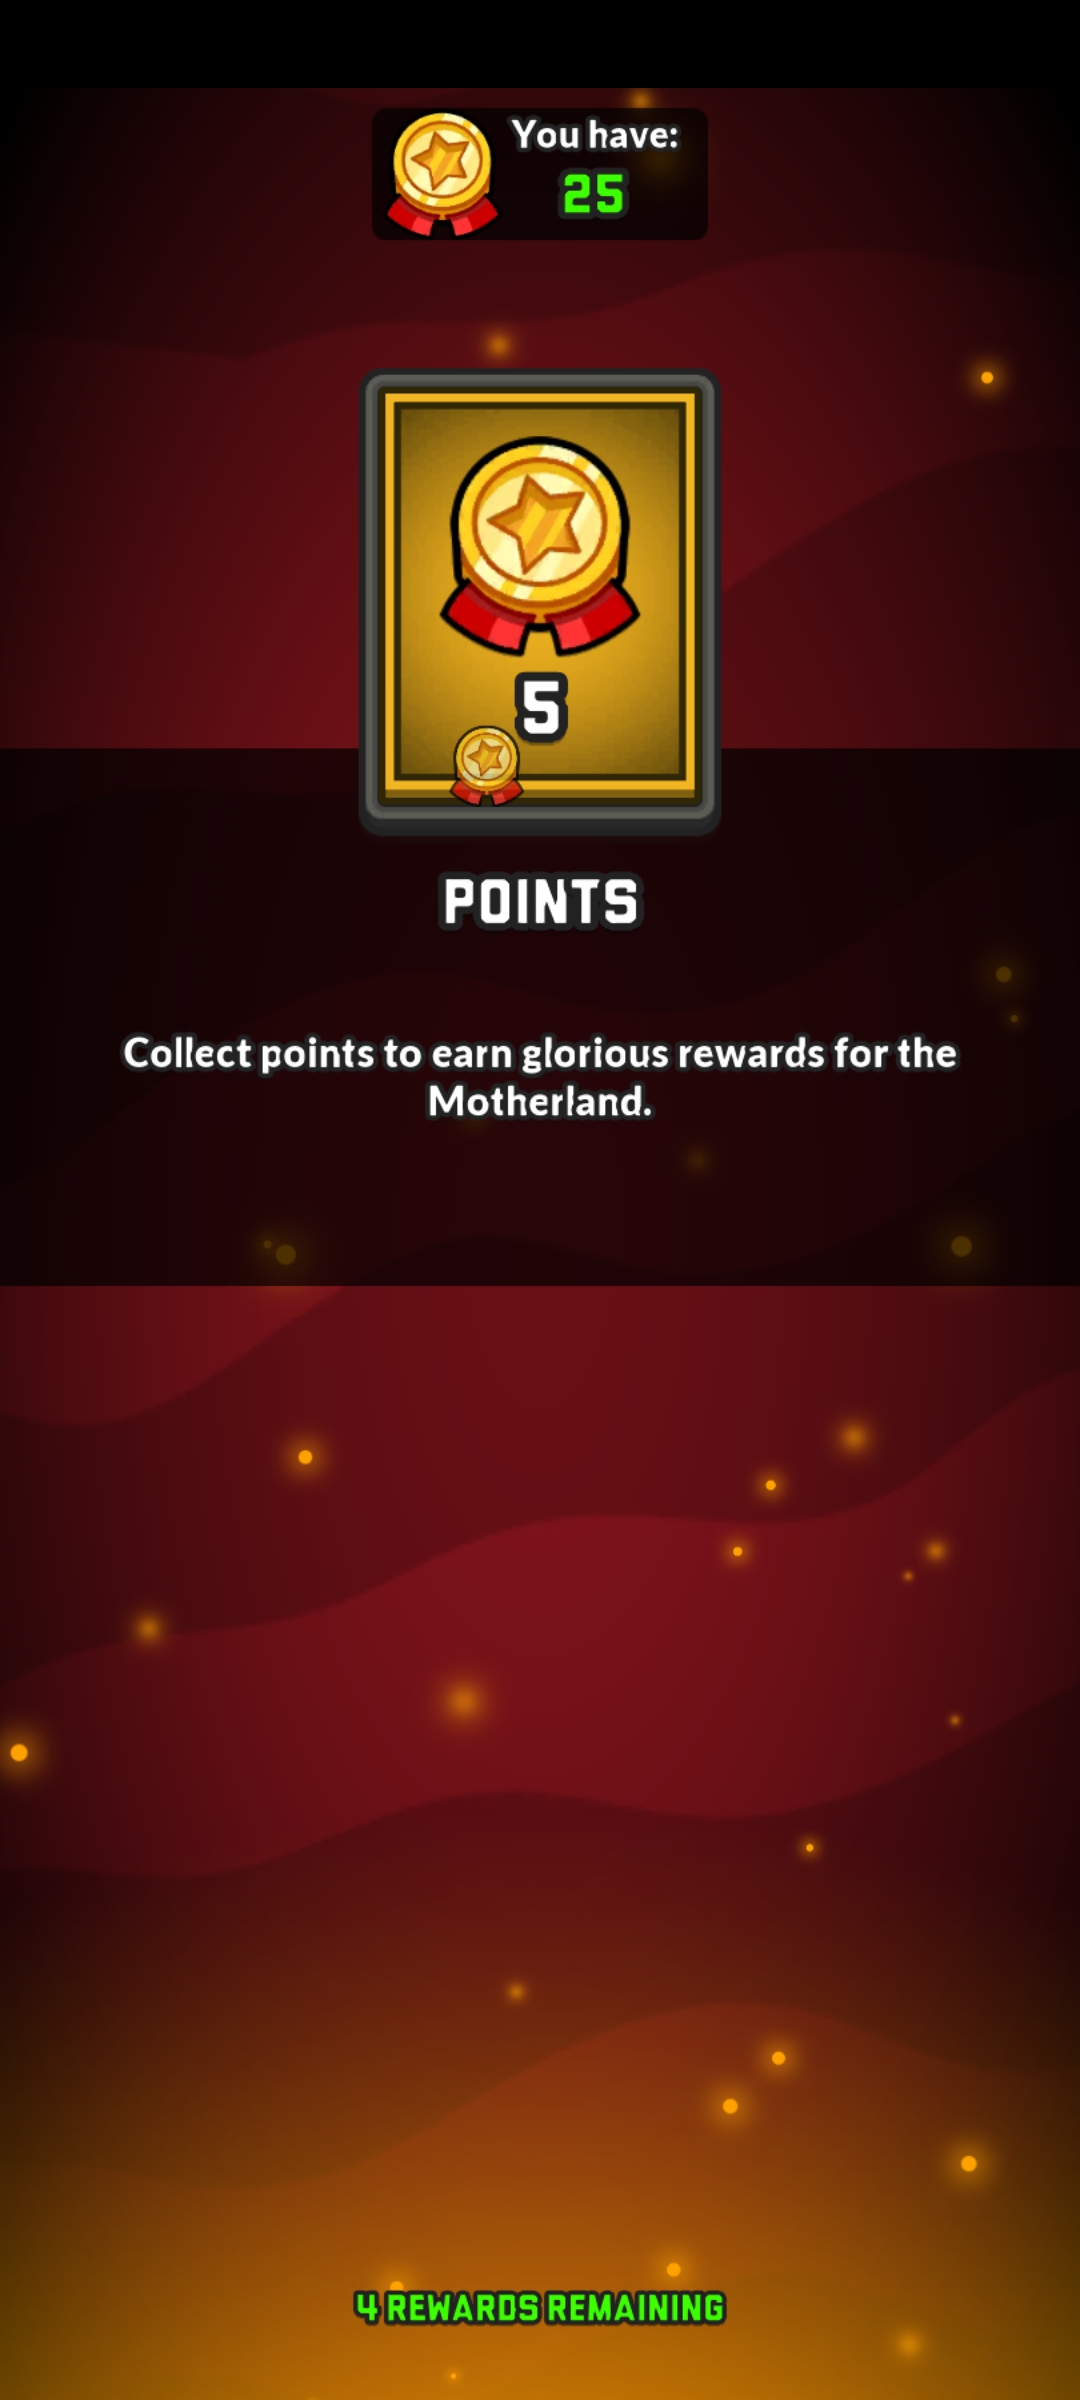 You have:
25
5
POINTS
Collect points to earn glorious rewards for the
Motherland.
4 REWARDS REMAINING